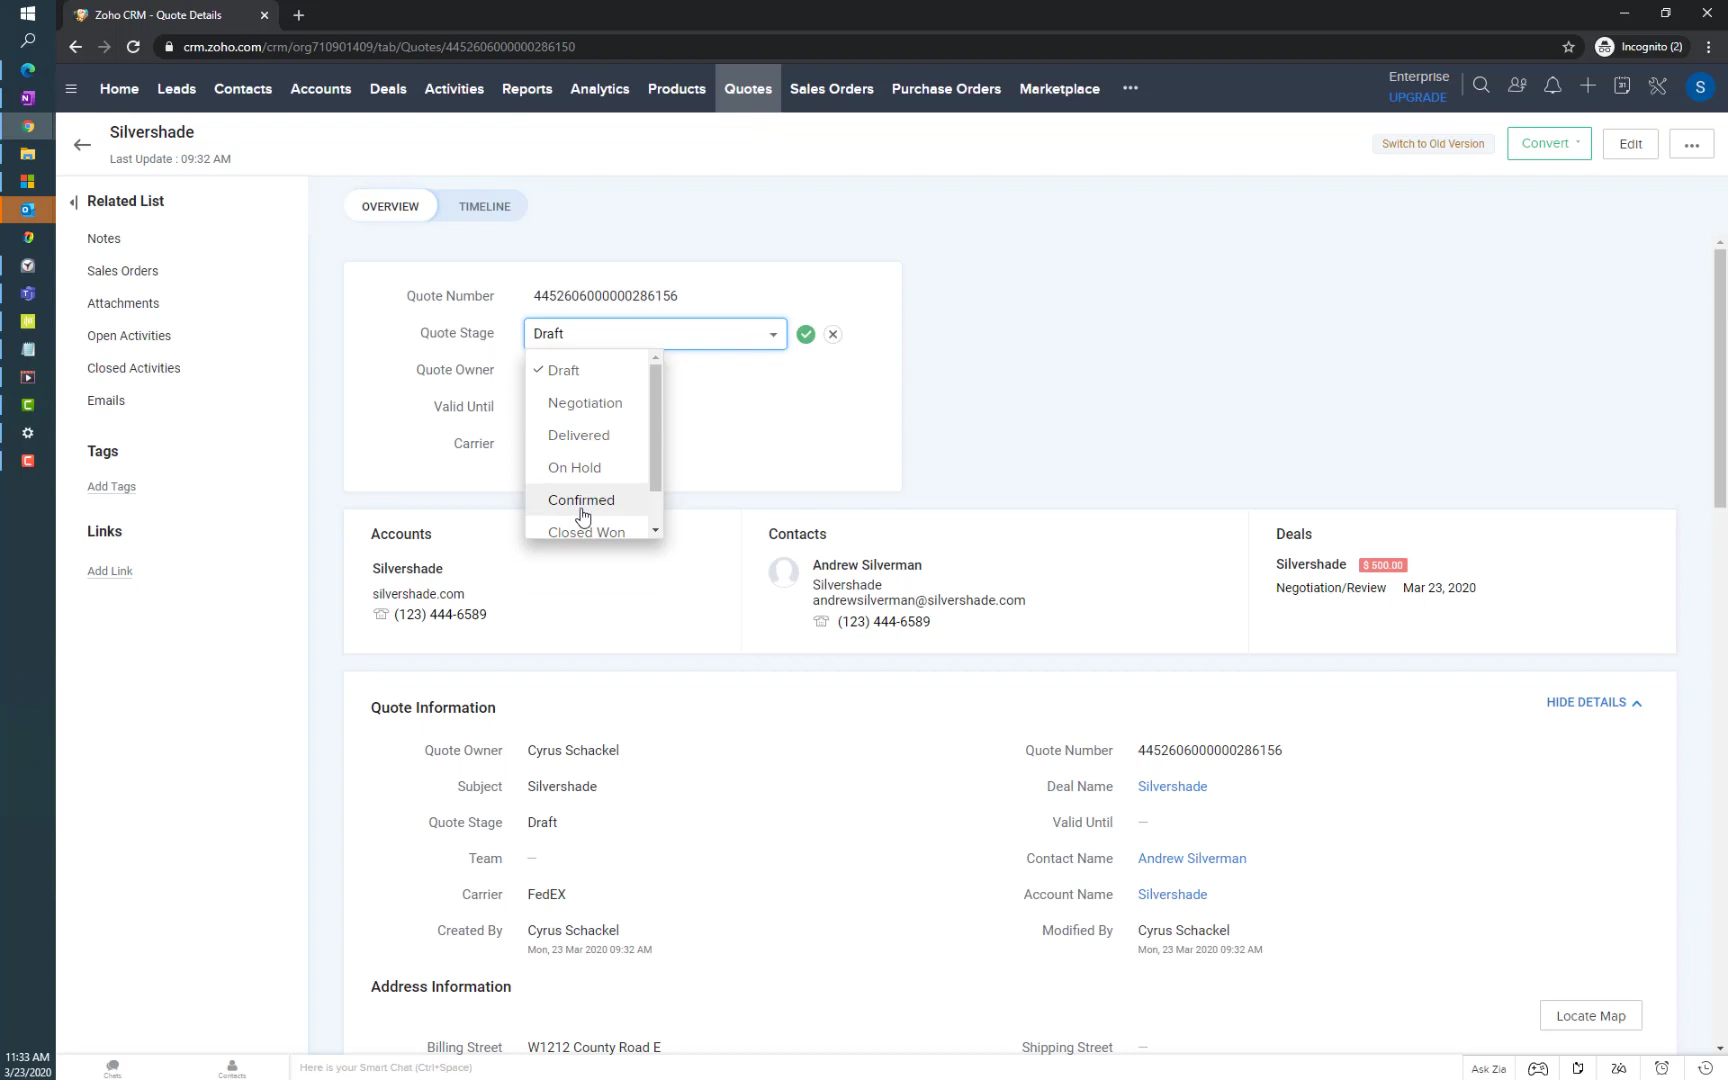 Zoho CRM - Quote Details
crm.zoho.com/crm/org710901409/tab/Quotes/4452606000000286150
Incognito (2)
Home Leads Contacts Accounts Deals Activities Reports Analytics Products Quotes Sales Orders Purchase Orders Marketplace
Enterprise
UPGRADE
S
Silvershade
Last Update : 09:32 AM
Switch to Old Version
Convert
Edit
Related List
Notes
Sales Orders
Attachments
Open Activities
Closed Activities
Emails
Tags
Add Tags
Links
Add Link
OVERVIEW
TIMELINE
Quote Number 4452606000000286156
Quote Stage Draft
Quote Owner
Valid Until
Carrier
Draft
Negotiation
Delivered
On Hold
Confirmed
Closed Won
Accounts
Silvershade
silvershade.com
(123) 444-6589
Contacts
Andrew Silverman
Silvershade
andrewsilverman@silvershade.com
(123) 444-6589
Deals
Silvershade $ 500.00
Negotiation/Review Mar 23, 2020
Quote Information
HIDE DETAILS
Quote Owner Cyrus Schackel
Quote Number 4452606000000286156
Subject Silvershade
Deal Name Silvershade
Quote Stage Draft
Valid Until —
Team —
Contact Name Andrew Silverman
Carrier FedEX
Account Name Silvershade
Created By Cyrus Schackel
Mon, 23 Mar 2020 09:32 AM
Modified By Cyrus Schackel
Mon, 23 Mar 2020 09:32 AM
Address Information
Locate Map
Billing Street W1212 County Road E
Shipping Street —
Chats
Contacts
Here is your Smart Chat (Ctrl+Space)
Ask Zia
11:33 AM
3/23/2020